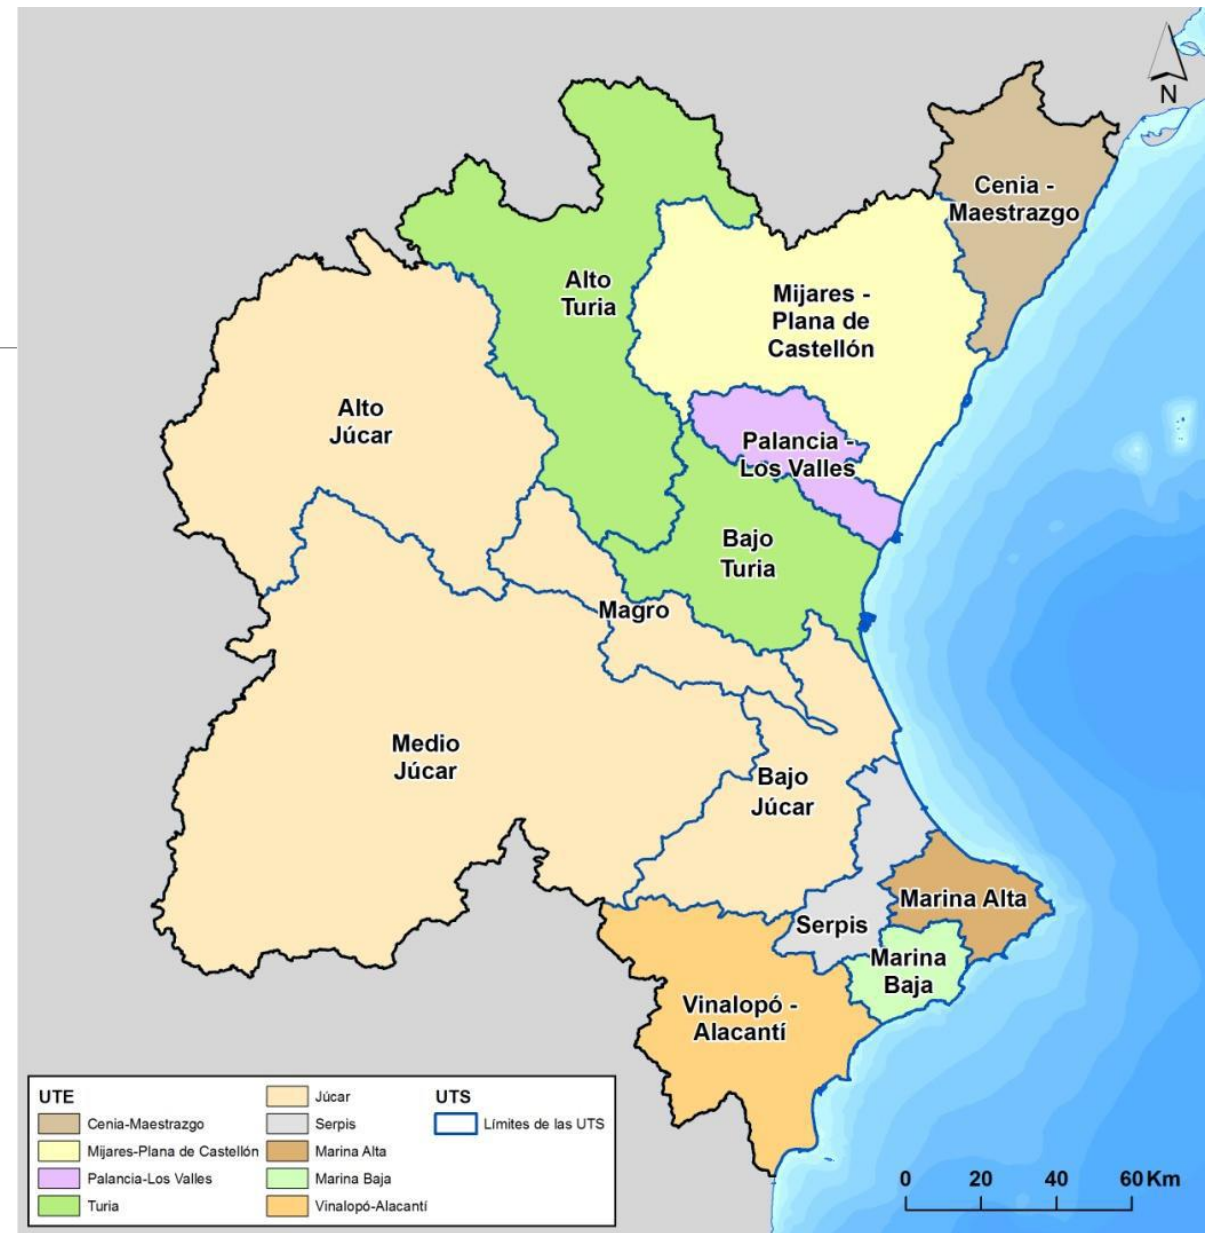 N
Cenia -
Maestrazgo
Alto
Turia
Mijares -
Plana de
Castellón
Alto
Júcar
Palancia -
Los Valles
Bajo
Turia
Magro
Medio
Júcar
Bajo
Júcar
Marina Alta
Serpis
Marina
Baja
Vinalopó -
Alacantí
UTE
Cenia-Maestrazgo
Mijares-Plana de Castellón
Palancia-Los Valles
Turia
Júcar
Serpis
Marina Alta
Marina Baja
Vinalopó-Alacantí
UTS
Límites de las UTS
0 20 40 60 Km